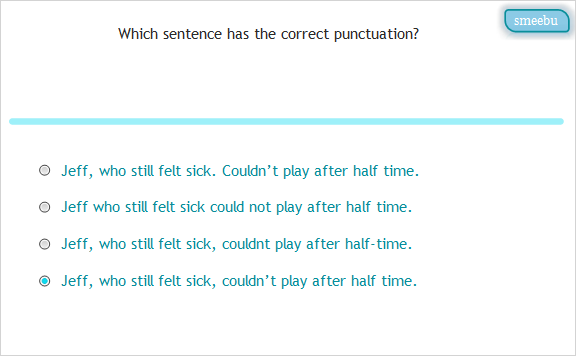 smeebu
Which sentence has the correct punctuation?
Jeff, who still felt sick. Couldn’t play after half time.
Jeff who still felt sick could not play after half time.
Jeff, who still felt sick, couldnt play after half-time.
Jeff, who still felt sick, couldn’t play after half time.